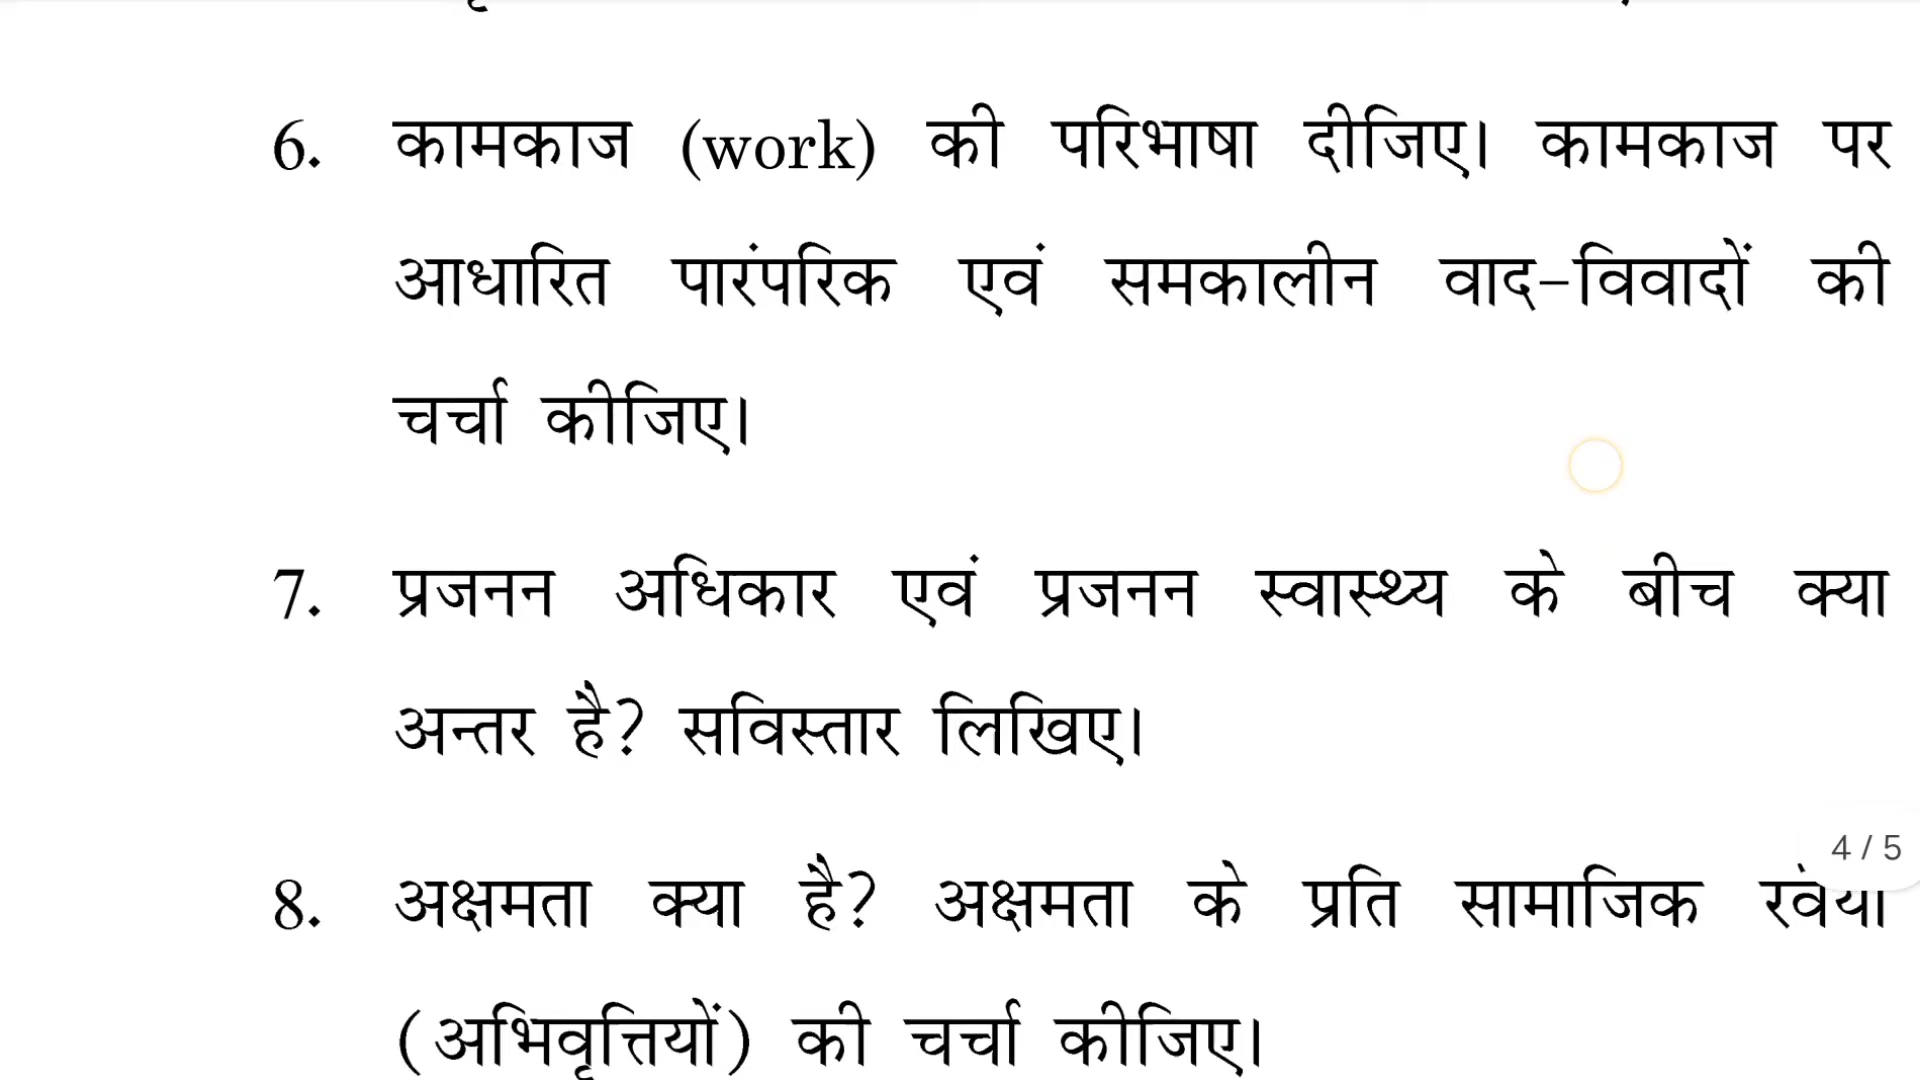 6. कामकाज (work) की परिभाषा दीजिए। कामकाज पर
आधारित पारंपरिक एवं समकालीन वाद-विवादों की
चर्चा कीजिए।
7. प्रजनन अधिकार एवं प्रजनन स्वास्थ्य के बीच क्या
अन्तर है? सविस्तार लिखिए।
4 / 5
8. अक्षमता क्या है? अक्षमता के प्रति सामाजिक रवैया
(अभिवृत्तियों) की चर्चा कीजिए।